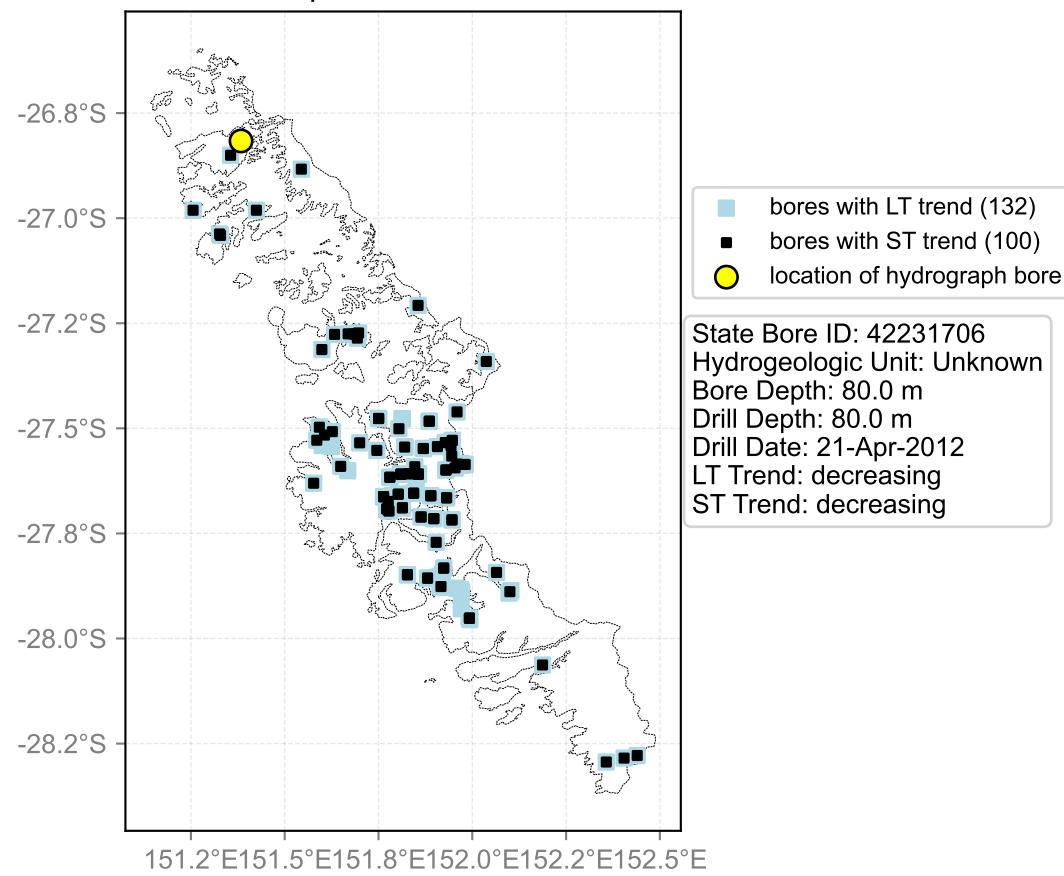 -26.8°S
-27.0°S
-27.2°S
-27.5°S
-27.8°S
-28.0°S
-28.2°S
151.2°E151.5°E151.8°E152.0°E152.2°E152.5°E
bores with LT trend (132)
bores with ST trend (100)
location of hydrograph bore
State Bore ID: 42231706
Hydrogeologic Unit: Unknown
Bore Depth: 80.0 m
Drill Depth: 80.0 m
Drill Date: 21-Apr-2012
LT Trend: decreasing
ST Trend: decreasing